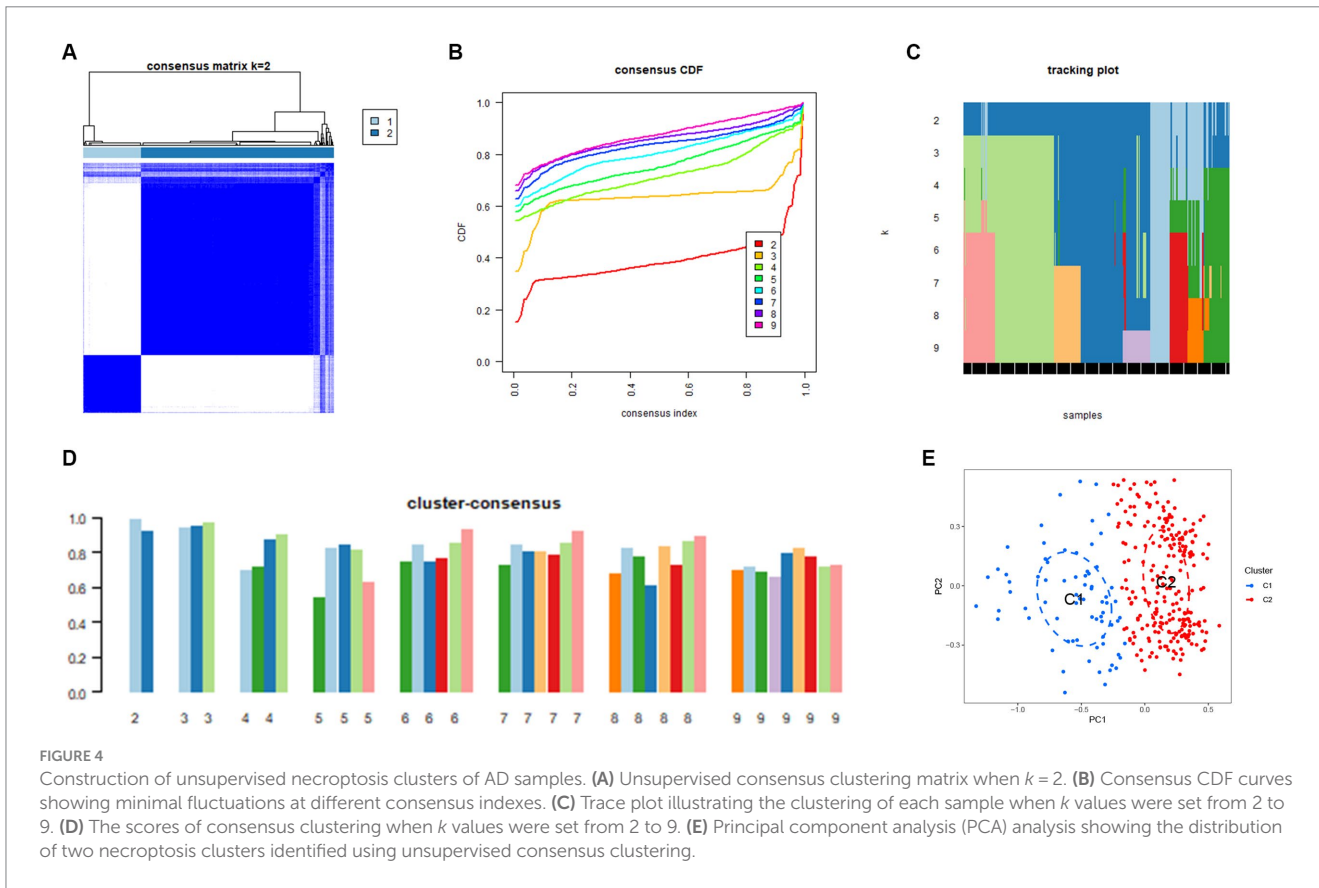 A
consensus matrix k=2
1
2
B
consensus CDF
CDF
1.0
0.8
0.6
0.4
0.2
0.0
0.0
0.2
0.4
0.6
0.8
1.0
consensus index
2
3
4
5
6
7
8
9
C
tracking plot
k
2
3
4
5
6
7
8
9
samples
D
cluster-consensus
1.0
0.8
0.6
0.4
0.2
0.0
2 3 3 4 4 5 5 5 6 6 6 7 7 7 7 8 8 8 8 9 9 9 9 9
E
PC2
0.3
0.0
−0.3
−1.0 −0.5 0.0 0.5
PC1
C1
C2
Cluster
C1
C2
FIGURE 4
Construction of unsupervised necroptosis clusters of AD samples. (A) Unsupervised consensus clustering matrix when k = 2. (B) Consensus CDF curves
showing minimal fluctuations at different consensus indexes. (C) Trace plot illustrating the clustering of each sample when k values were set from 2 to
9. (D) The scores of consensus clustering when k values were set from 2 to 9. (E) Principal component analysis (PCA) analysis showing the distribution
of two necroptosis clusters identified using unsupervised consensus clustering.